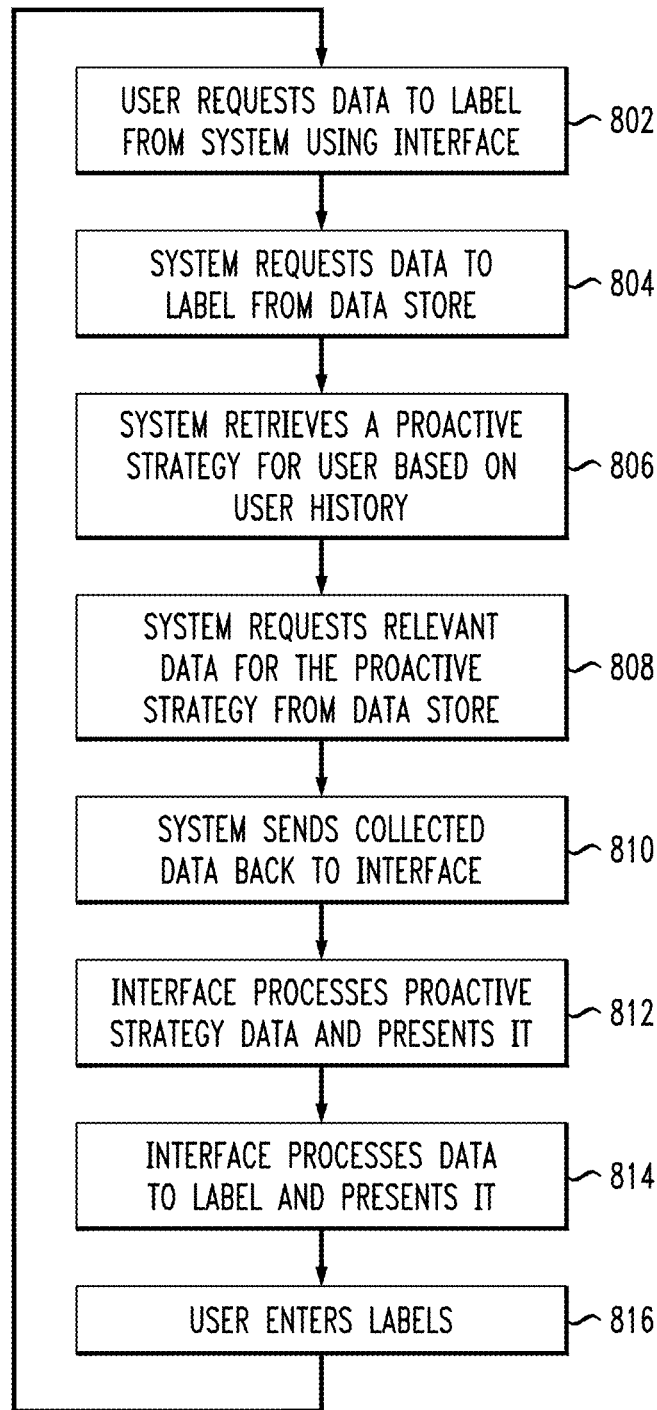 USER REQUESTS DATA TO LABEL
FROM SYSTEM USING INTERFACE
802
SYSTEM REQUESTS DATA TO
LABEL FROM DATA STORE
804
SYSTEM RETRIEVES A PROACTIVE
STRATEGY FOR USER BASED ON
USER HISTORY
806
SYSTEM REQUESTS RELEVANT
DATA FOR THE PROACTIVE
STRATEGY FROM DATA STORE
808
SYSTEM SENDS COLLECTED
DATA BACK TO INTERFACE
810
INTERFACE PROCESSES PROACTIVE
STRATEGY DATA AND PRESENTS IT
812
INTERFACE PROCESSES DATA
TO LABEL AND PRESENTS IT
814
USER ENTERS LABELS
816